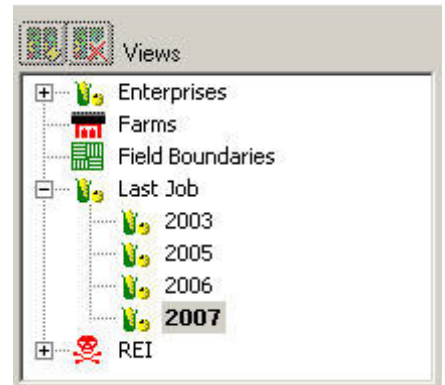 Views
Enterprises
Farms
Field Boundaries
Last Job
2003
2005
2006
2007
REI